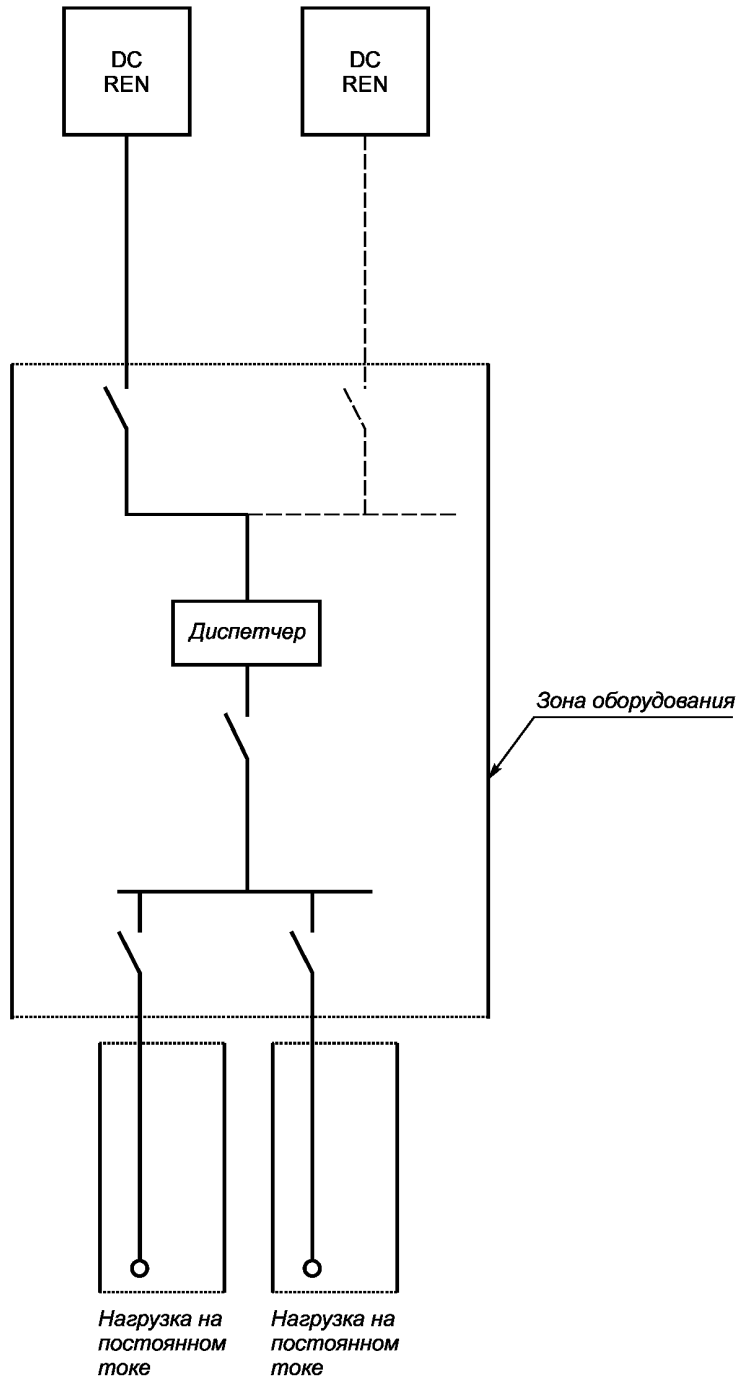 DC
REN
DC
REN
Диспетчер
Зона оборудования
Нагрузка на
постоянном
токе
Нагрузка на
постоянном
токе